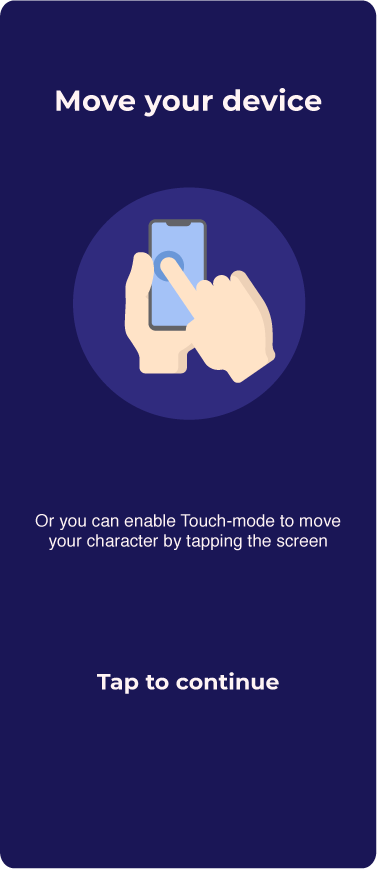 Move your device
Or you can enable Touch-mode to move
your character by tapping the screen
Tap to continue